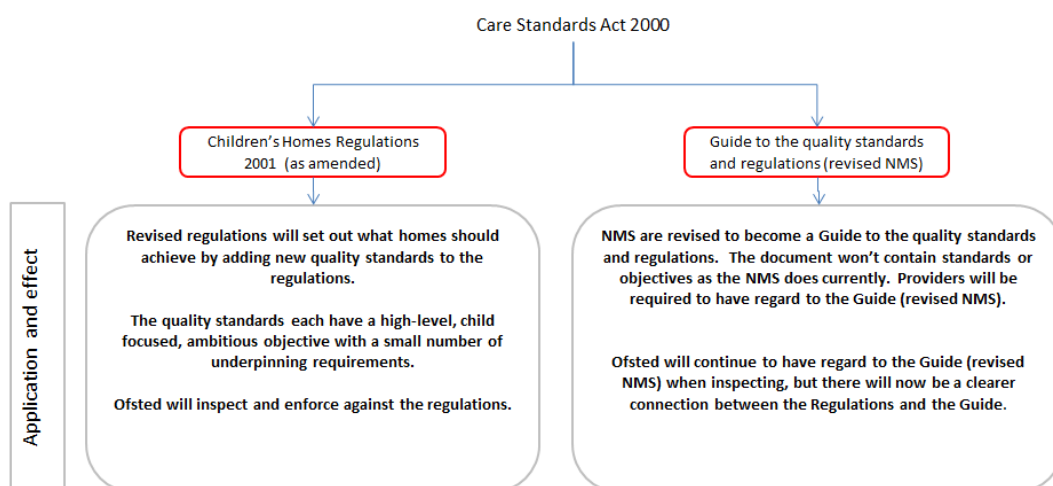 Care Standards Act 2000
Children's Homes Regulations
2001 (as amended)
Guide to the quality standards
and regulations (revised NMS)
Application and effect
Revised regulations will set out what homes should
achieve by adding new quality standards to the
regulations.
The quality standards each have a high-level, child
focused, ambitious objective with a small number of
underpinning requirements.
Ofsted will inspect and enforce against the regulations.
NMS are revised to become a Guide to the quality standards
and regulations. The document won't contain standards or
objectives as the NMS does currently. Providers will be
required to have regard to the Guide (revised NMS).
Ofsted will continue to have regard to the Guide (revised
NMS) when inspecting, but there will now be a clearer
connection between the Regulations and the Guide.